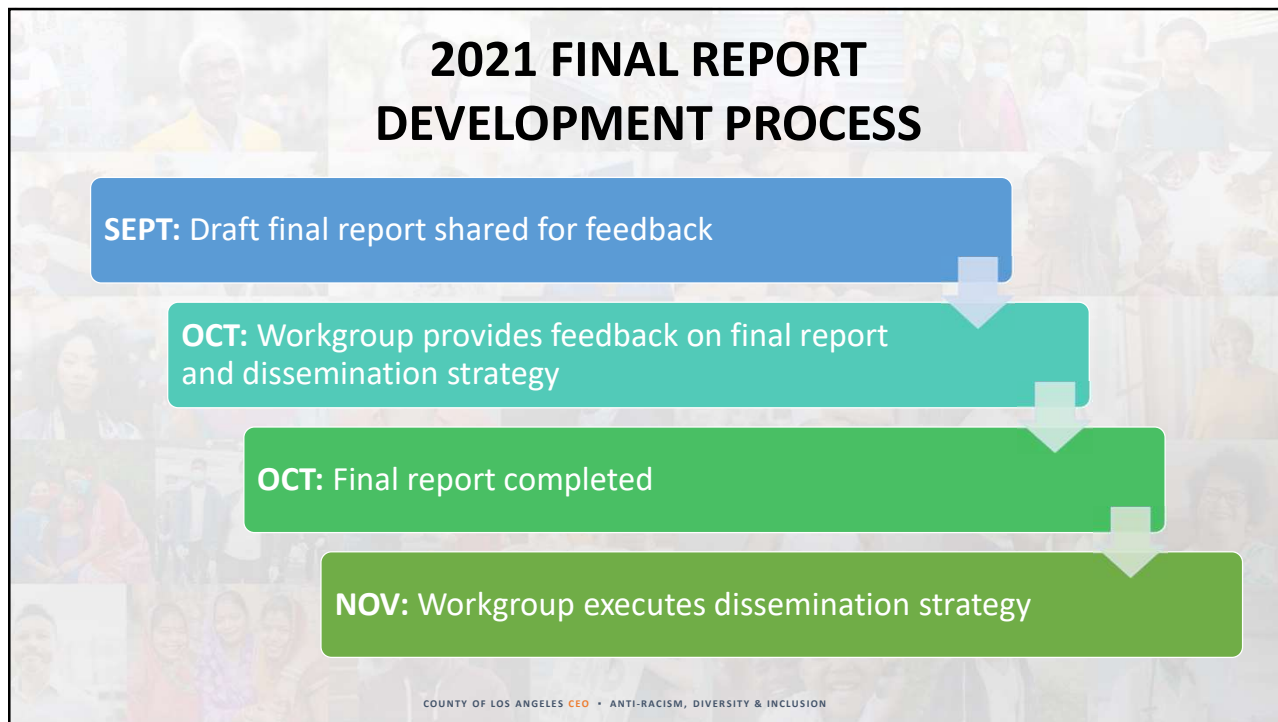 2021 FINAL REPORT
DEVELOPMENT PROCESS
SEPT: Draft final report shared for feedback
OCT: Workgroup provides feedback on final report
and dissemination strategy
OCT: Final report completed
NOV: Workgroup executes dissemination strategy
COUNTY OF LOS ANGELES CEO • ANTI-RACISM, DIVERSITY & INCLUSION